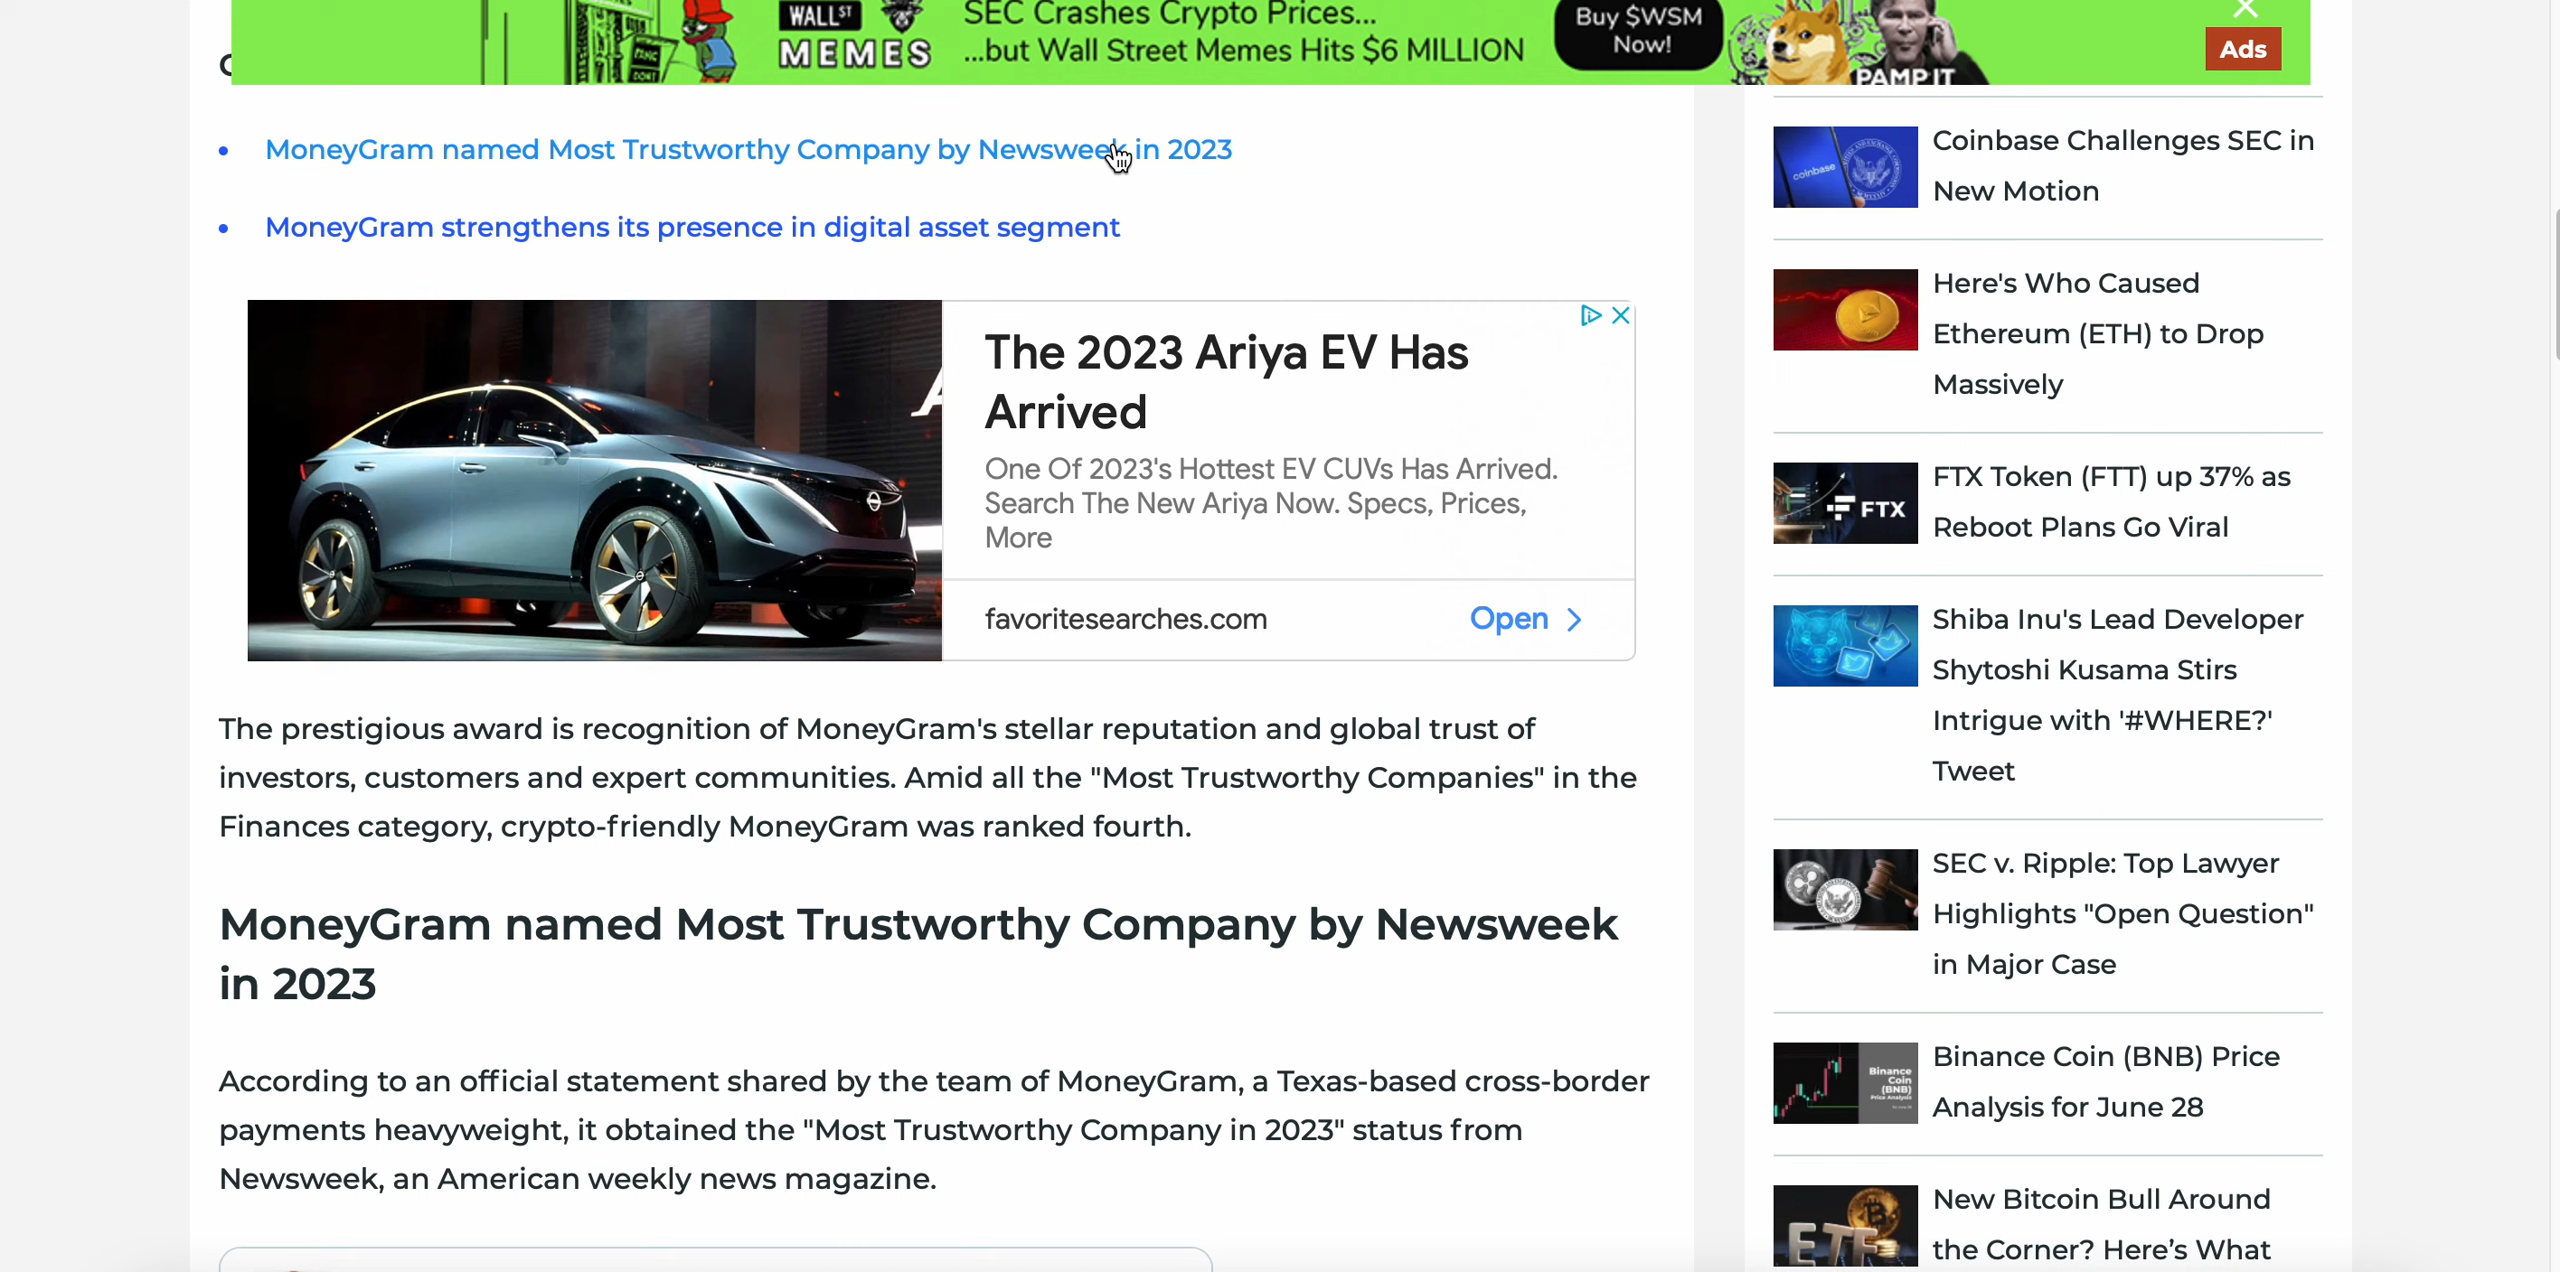 WALL ST
MEMES
SEC Crashes Crypto Prices...
...but Wall Street Memes Hits $6 MILLION
Buy $WSM
Now!
PAMP IT
Ads
MoneyGram named Most Trustworthy Company by Newsweek in 2023
MoneyGram strengthens its presence in digital asset segment
The 2023 Ariya EV Has
Arrived
One Of 2023's Hottest EV CUVs Has Arrived.
Search The New Ariya Now. Specs, Prices,
More
favoritesearches.com
Open
The prestigious award is recognition of MoneyGram's stellar reputation and global trust of
investors, customers and expert communities. Amid all the "Most Trustworthy Companies" in the
Finances category, crypto-friendly MoneyGram was ranked fourth.
MoneyGram named Most Trustworthy Company by Newsweek
in 2023
According to an official statement shared by the team of MoneyGram, a Texas-based cross-border
payments heavyweight, it obtained the "Most Trustworthy Company in 2023" status from
Newsweek, an American weekly news magazine.
coinbase
Coinbase Challenges SEC in
New Motion
Here's Who Caused
Ethereum (ETH) to Drop
Massively
FTX
FTX Token (FTT) up 37% as
Reboot Plans Go Viral
Shiba Inu's Lead Developer
Shytoshi Kusama Stirs
Intrigue with '#WHERE?'
Tweet
SEC v. Ripple: Top Lawyer
Highlights "Open Question"
in Major Case
Binance
Coin
(BNB)
Price Analysis
Binance Coin (BNB) Price
Analysis for June 28
ETF
New Bitcoin Bull Around
the Corner? Here’s What